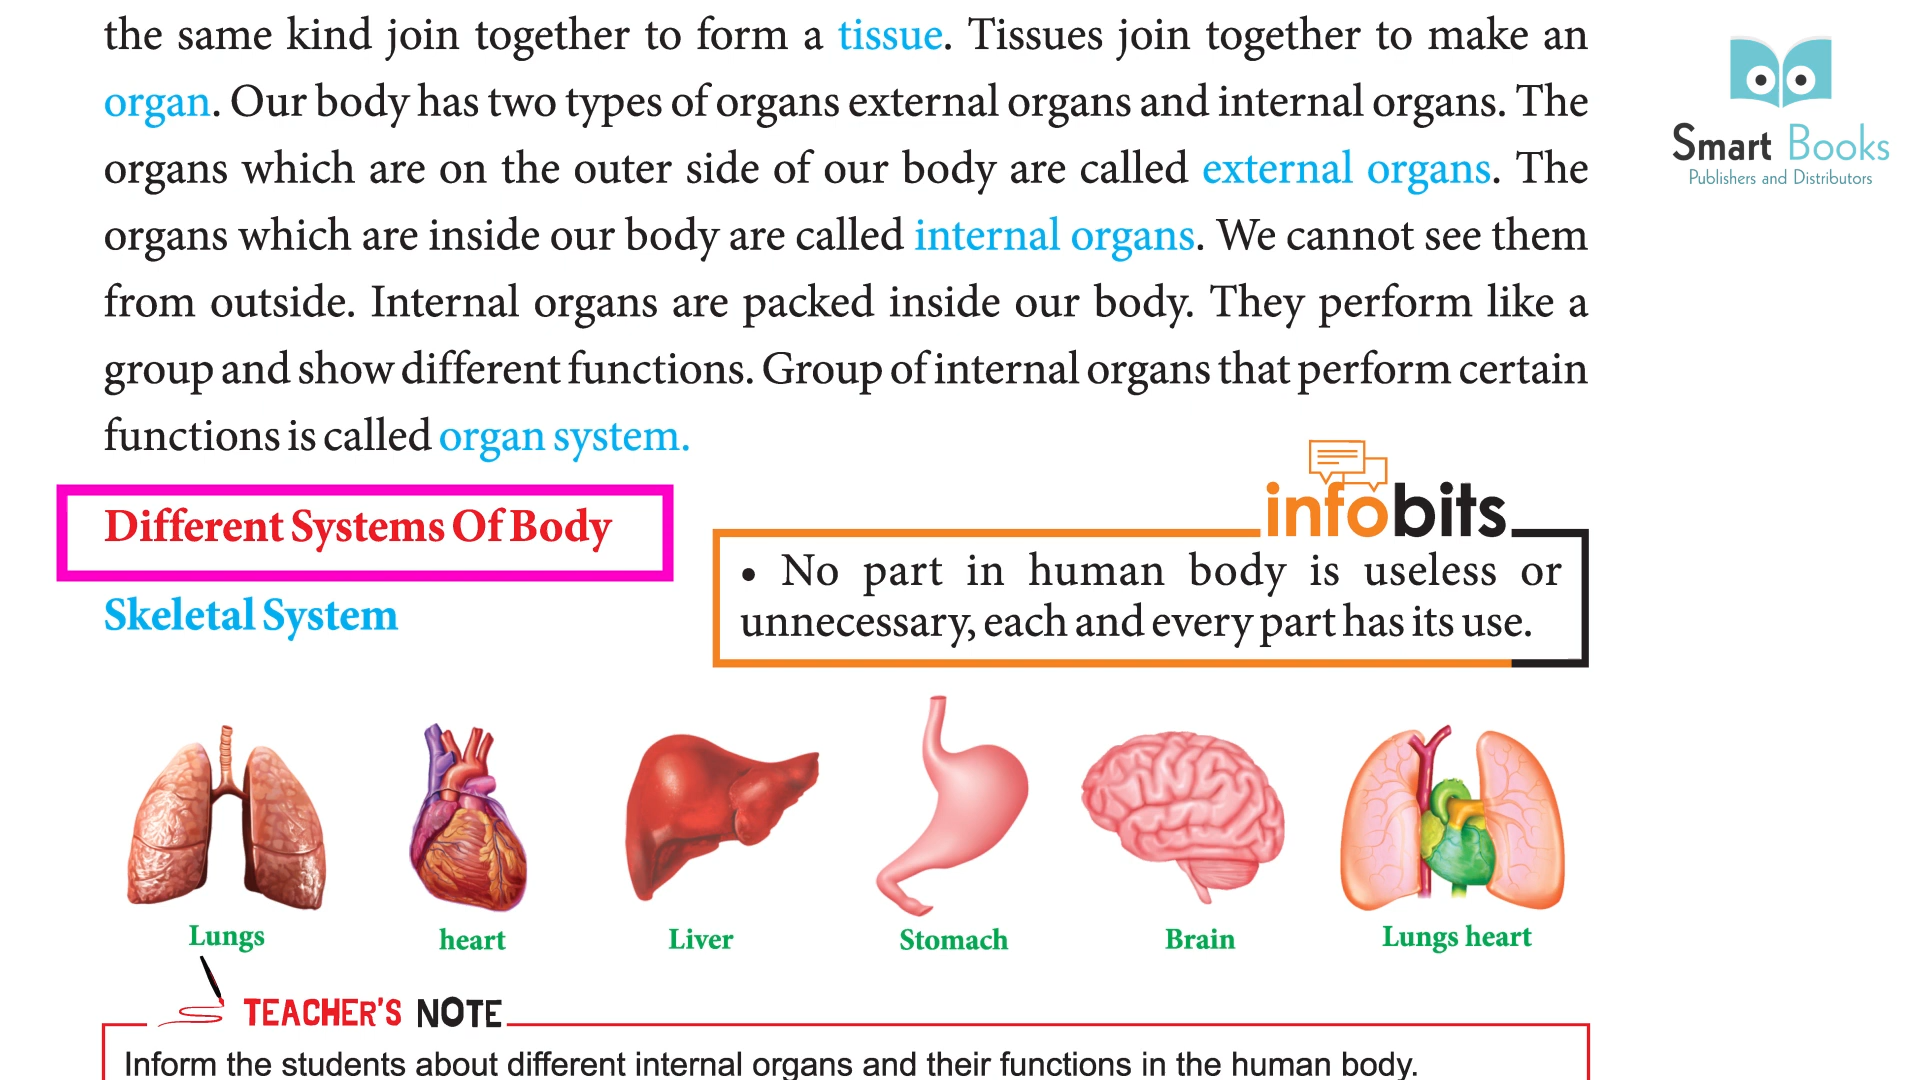 the same kind join together to form a tissue. Tissues join together to make an
organ. Our body has two types of organs external organs and internal organs. The
organs which are on the outer side of our body are called external organs. The
organs which are inside our body are called internal organs. We cannot see them
from outside. Internal organs are packed inside our body. They perform like a
group and show different functions. Group of internal organs that perform certain
functions is called organ system.
Smart Books
Publishers and Distributors
Different Systems Of Body
Skeletal System
infobits
• No part in human body is useless or
unnecessary, each and every part has its use.
Lungs
heart
Liver
Stomach
Brain
Lungs heart
TEACHER'S NOTE
Inform the students about different internal organs and their functions in the human body.